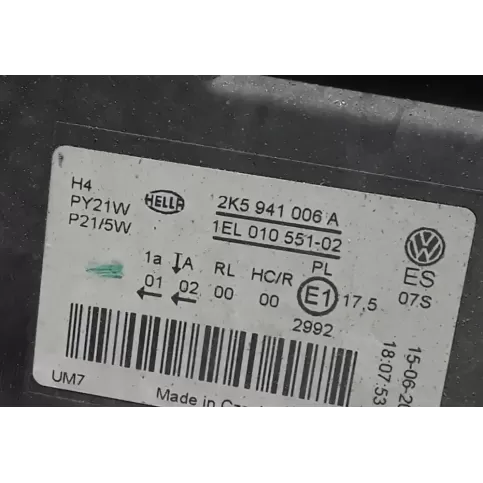 H4
PY21W
P21/5W
HELLA
2K5 941 006 A
1EL 010 551-02
1a A RL HC/R PL
01 02 00 00 E1 17,5
2992
ES
07S
15-06-20
18:07:53
UM7
Made in